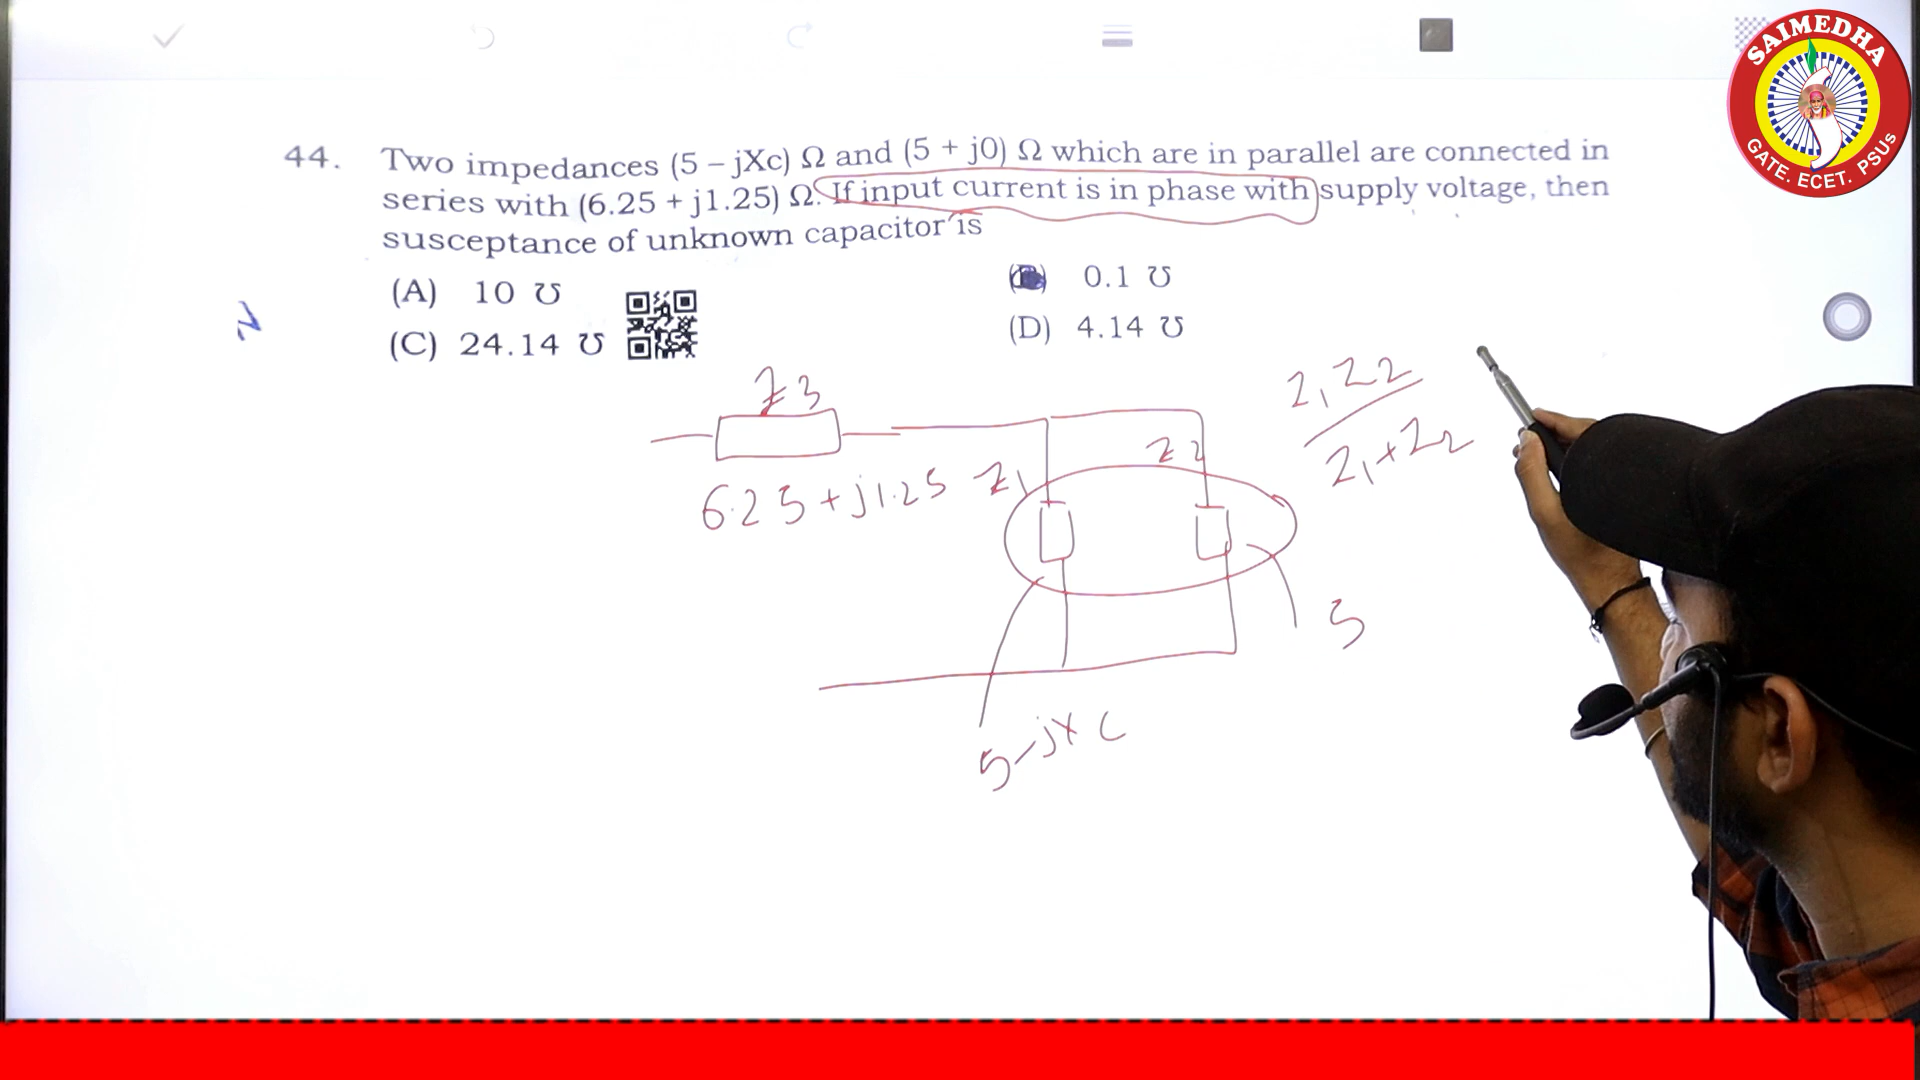 SAIMEDHA
GATE. ECET. PSUs
44. Two impedances (5 – jXc) Ω and (5 + j0) Ω which are in parallel are connected in
series with (6.25 + j1.25) Ω. If input current is in phase with supply voltage, then
susceptance of unknown capacitor is
(A) 10 ℧
0.1 ℧
(C) 24.14 ℧
(D) 4.14 ℧
Z3
6.25 + j1.25
Z1
Z2
Z1Z2
Z1+Z2
5
5-jXc